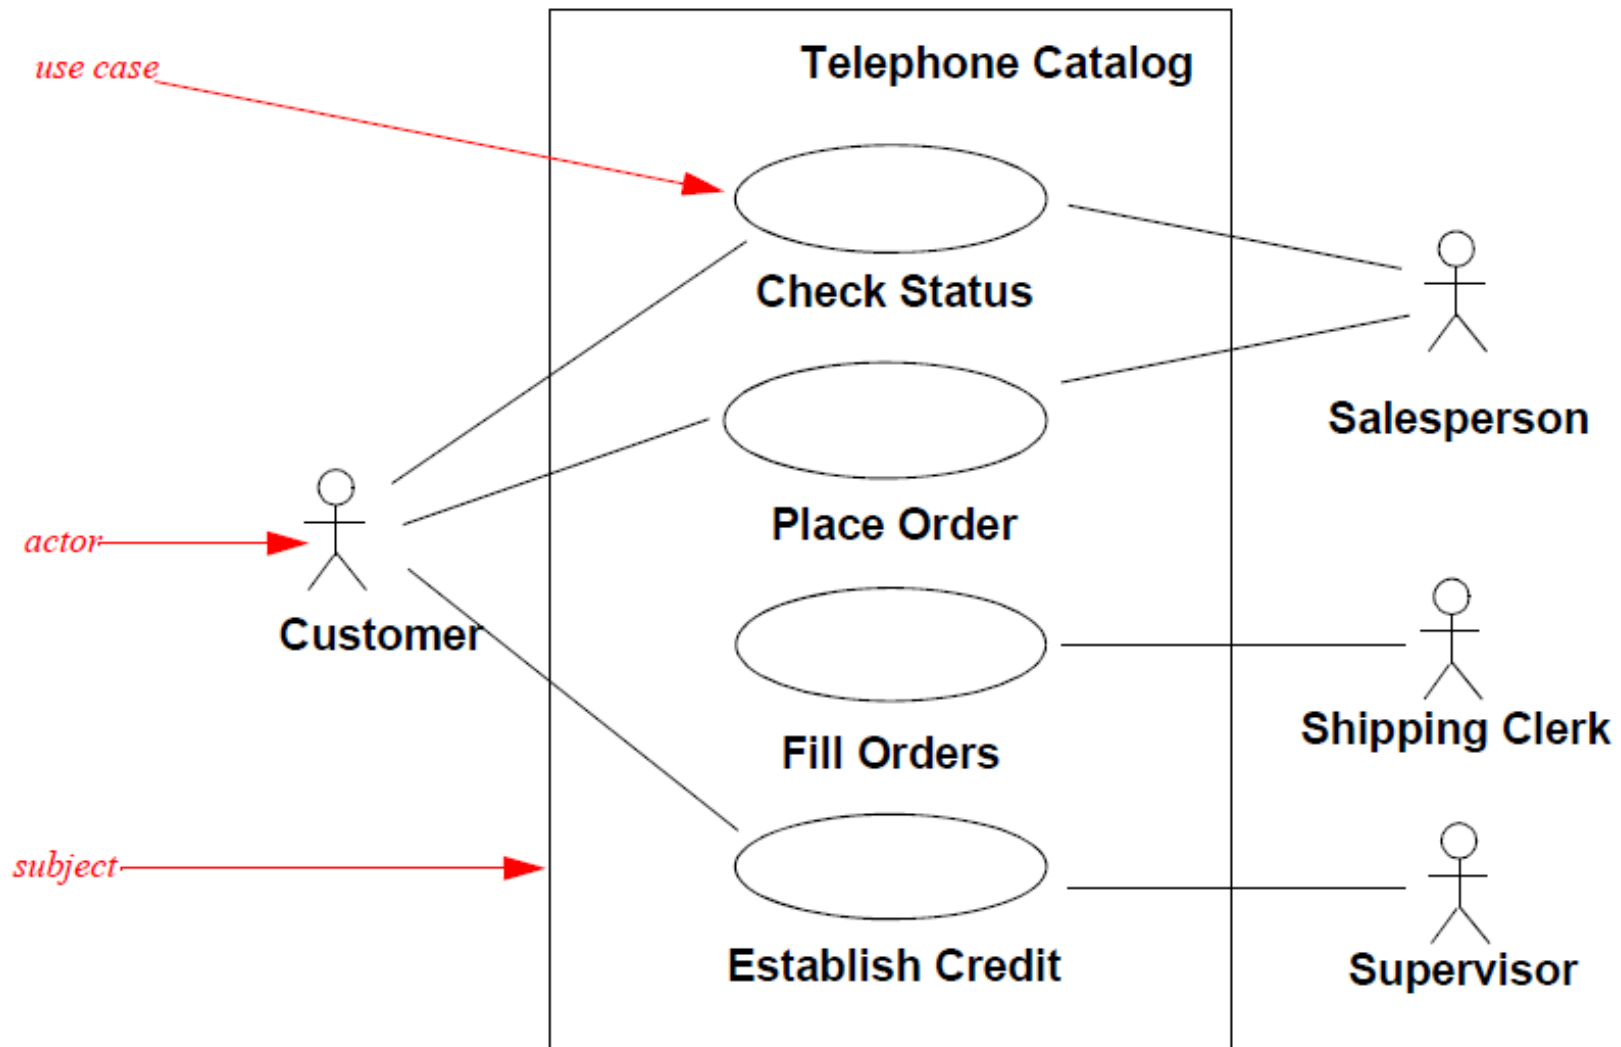 Telephone Catalog
use case
Check Status
Salesperson
Place Order
actor
Customer
Shipping Clerk
Fill Orders
subject
Establish Credit
Supervisor